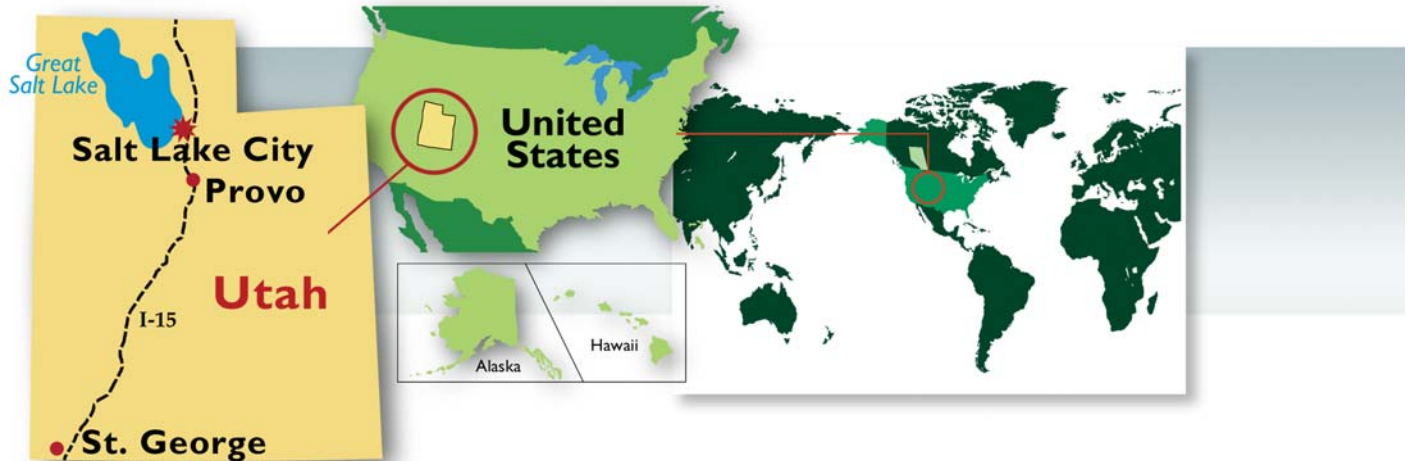 Great
Salt Lake
Salt Lake City
Provo
Utah
I-15
St. George
United
States
Alaska
Hawaii